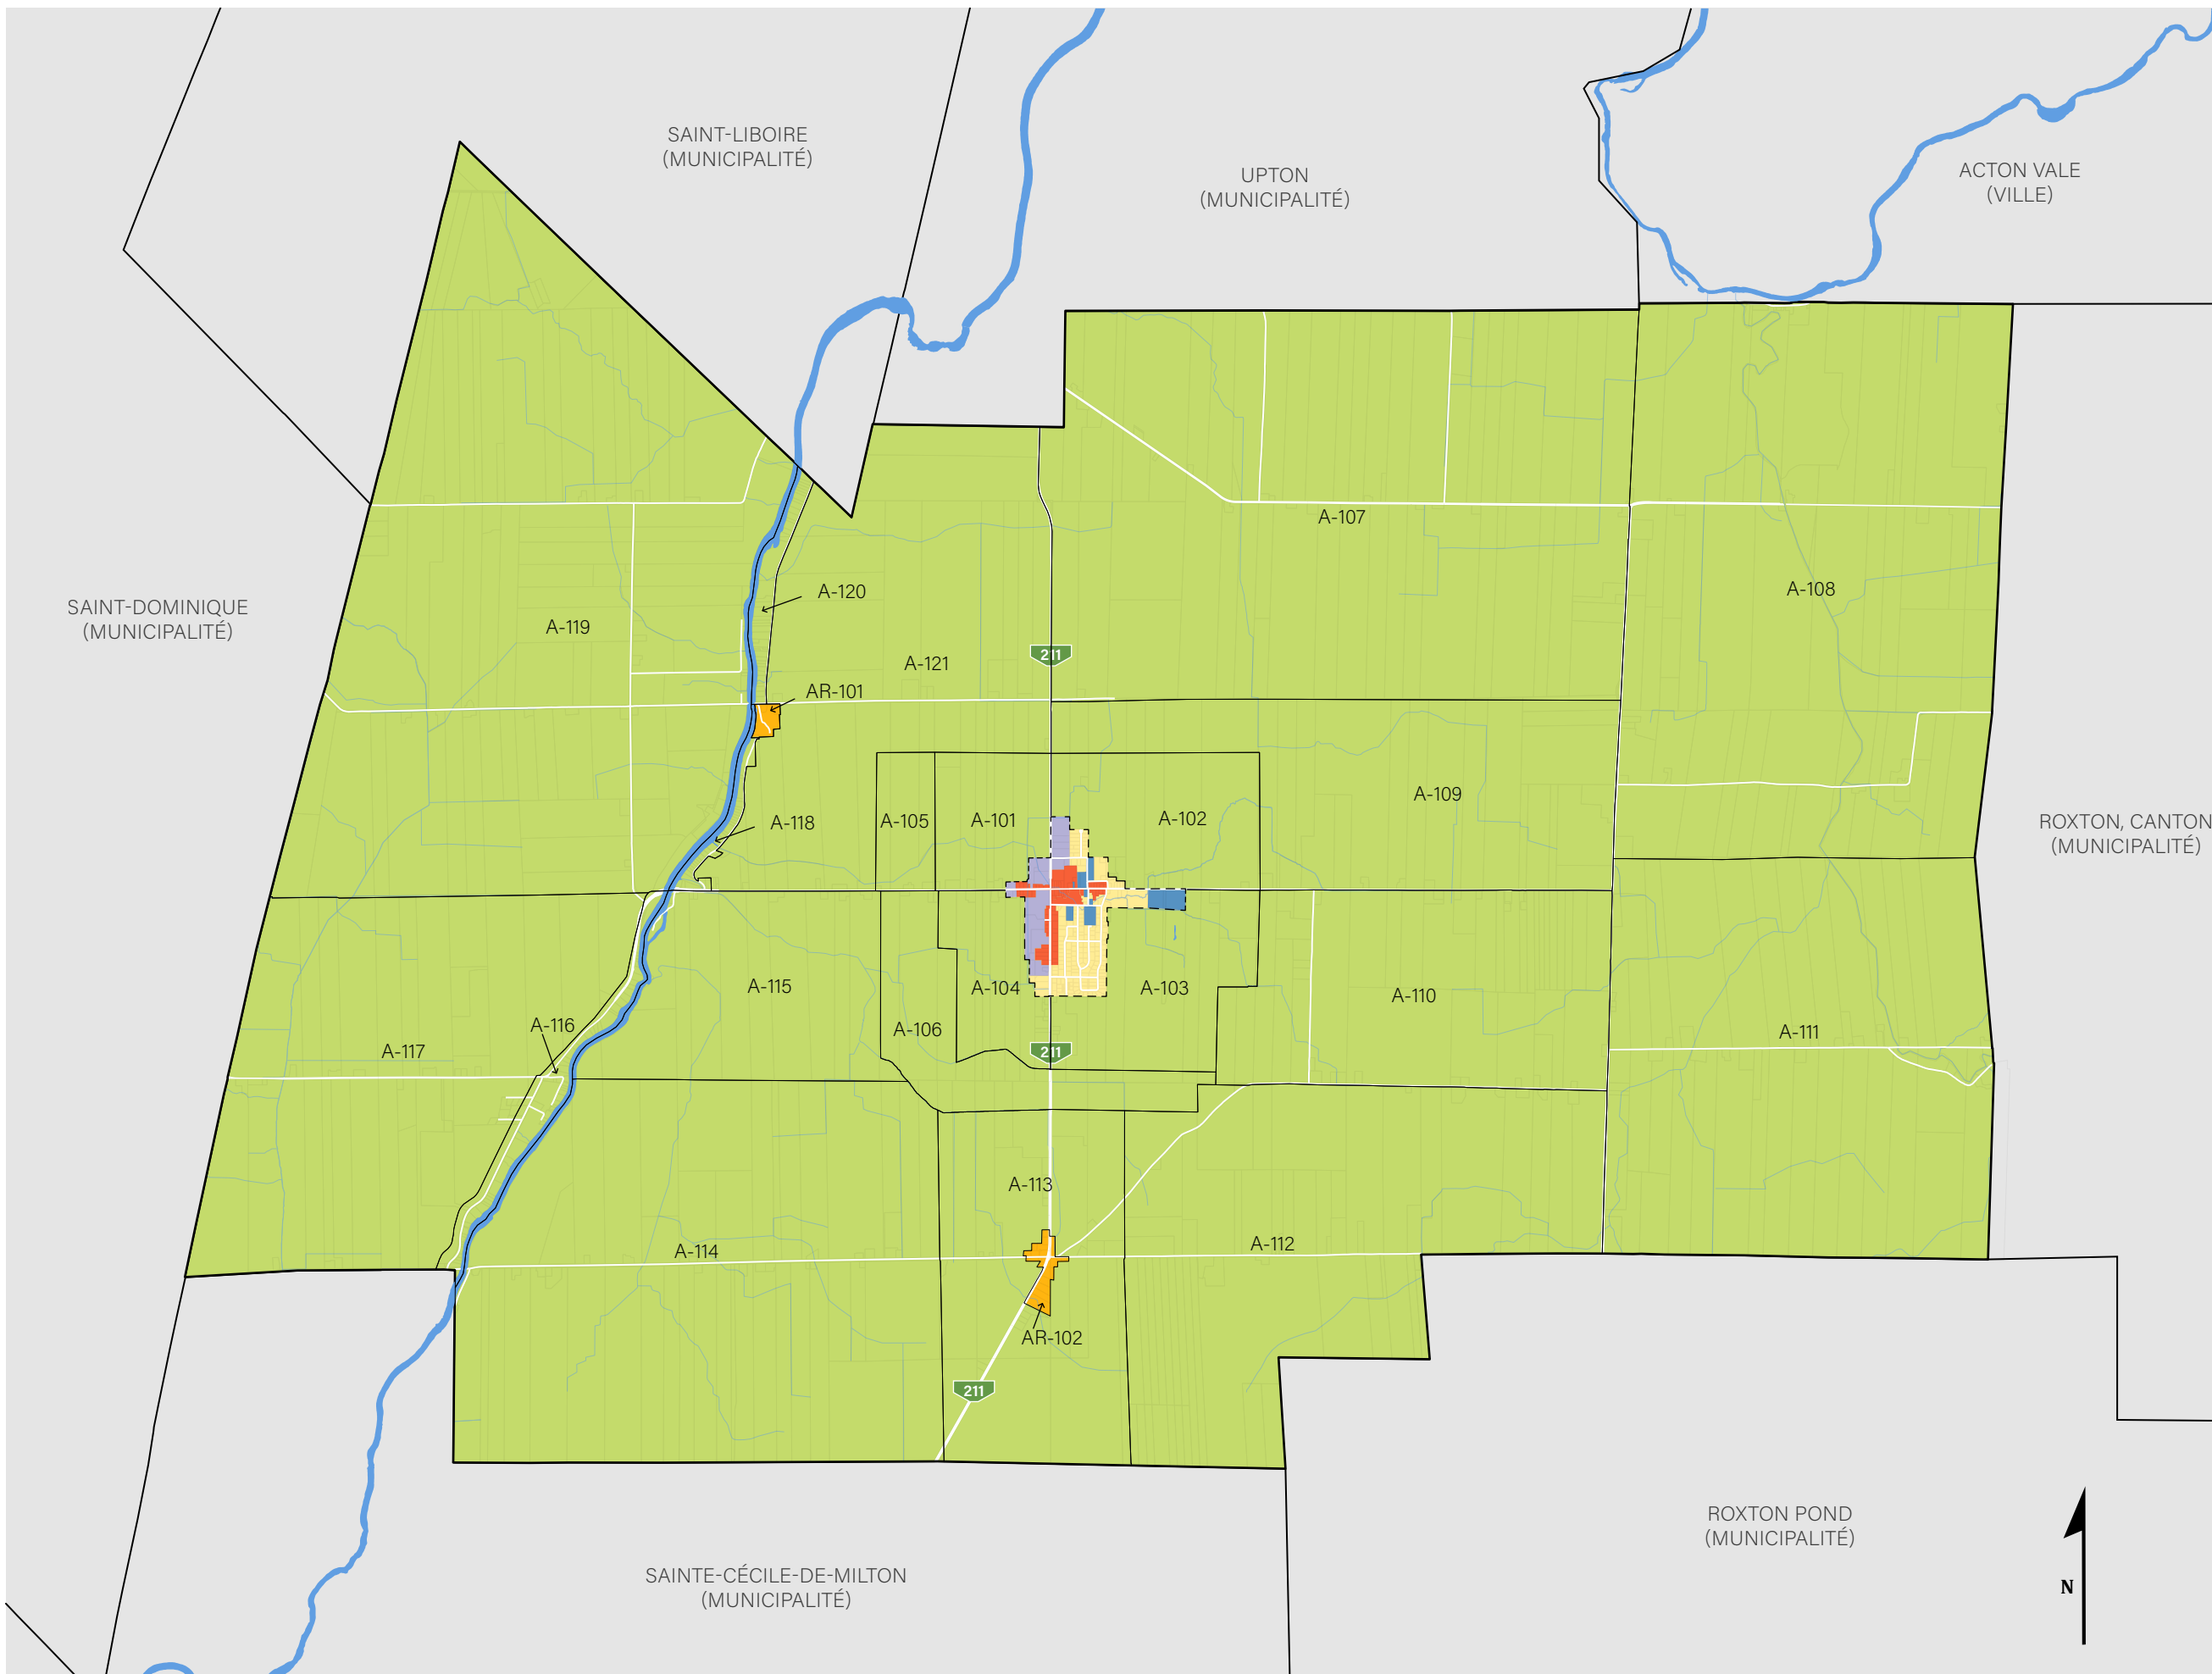 SAINT-LIBOIRE
(MUNICIPALITÉ)
UPTON
(MUNICIPALITÉ)
ACTON VALE
(VILLE)
A-107
A-108
A-120
SAINT-DOMINIQUE
(MUNICIPALITÉ)
A-119
A-121
211
AR-101
A-109
A-118
A-105
A-101
A-102
ROXTON, CANTON
(MUNICIPALITÉ)
A-115
A-104
A-103
A-110
A-116
A-106
A-111
A-117
211
A-113
A-114
A-112
AR-102
211
ROXTON POND
(MUNICIPALITÉ)
SAINTE-CÉCILE-DE-MILTON
(MUNICIPALITÉ)
N